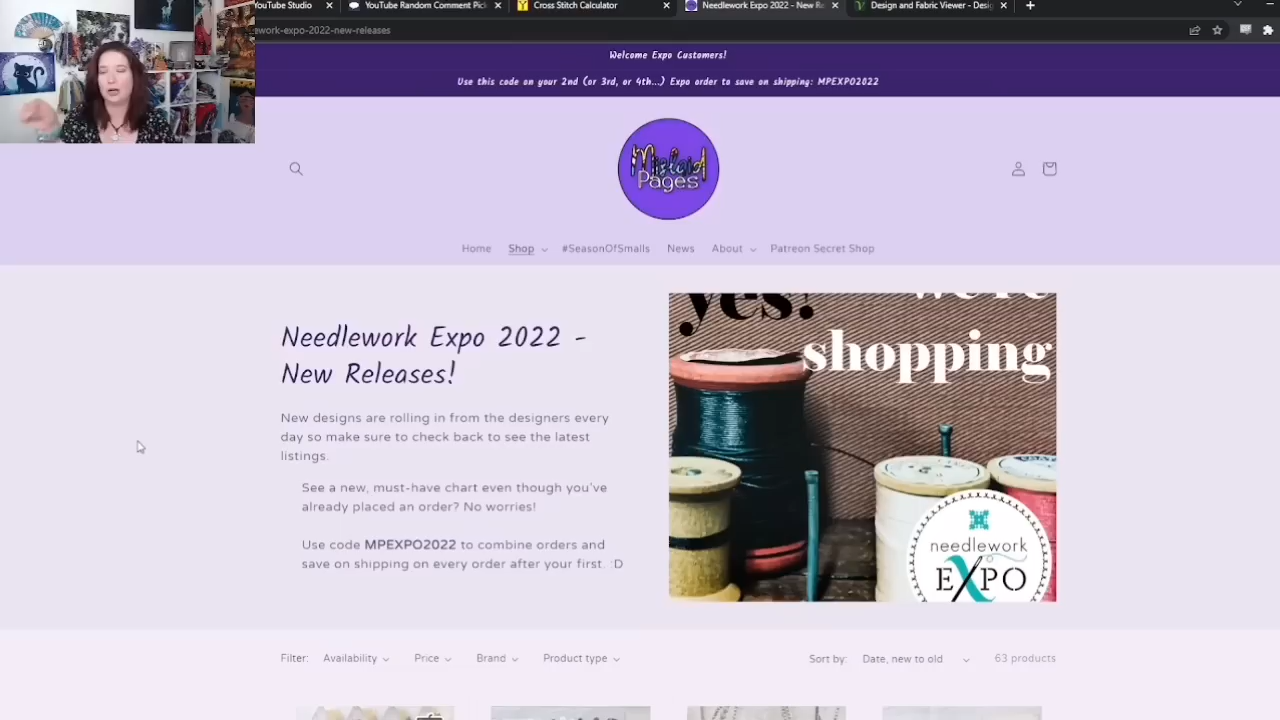 YouTube Studio
YouTube Random Comment Pick
Cross Stitch Calculator
Needlework Expo 2022 - New R
Design and Fabric Viewer - Desig
ework-expo-2022-new-releases
Welcome Expo Customers!
Use this code on your 2nd (or 3rd, or 4th...) Expo order to save on shipping: MPEXPO2022
Pages
Home
Shop
#SeasonOfSmalls
News
About
Patreon Secret Shop
Needlework Expo 2022 -
New Releases!
New designs are rolling in from the designers every
day so make sure to check back to see the latest
listings.
See a new, must-have chart even though you've
already placed an order? No worries!
Use code MPEXPO2022 to combine orders and
save on shipping on every order after your first. :D
yes!
we're
shopping
needlework
EXPO
Filter:
Availability
Price
Brand
Product type
Sort by:
Date, new to old
63 products